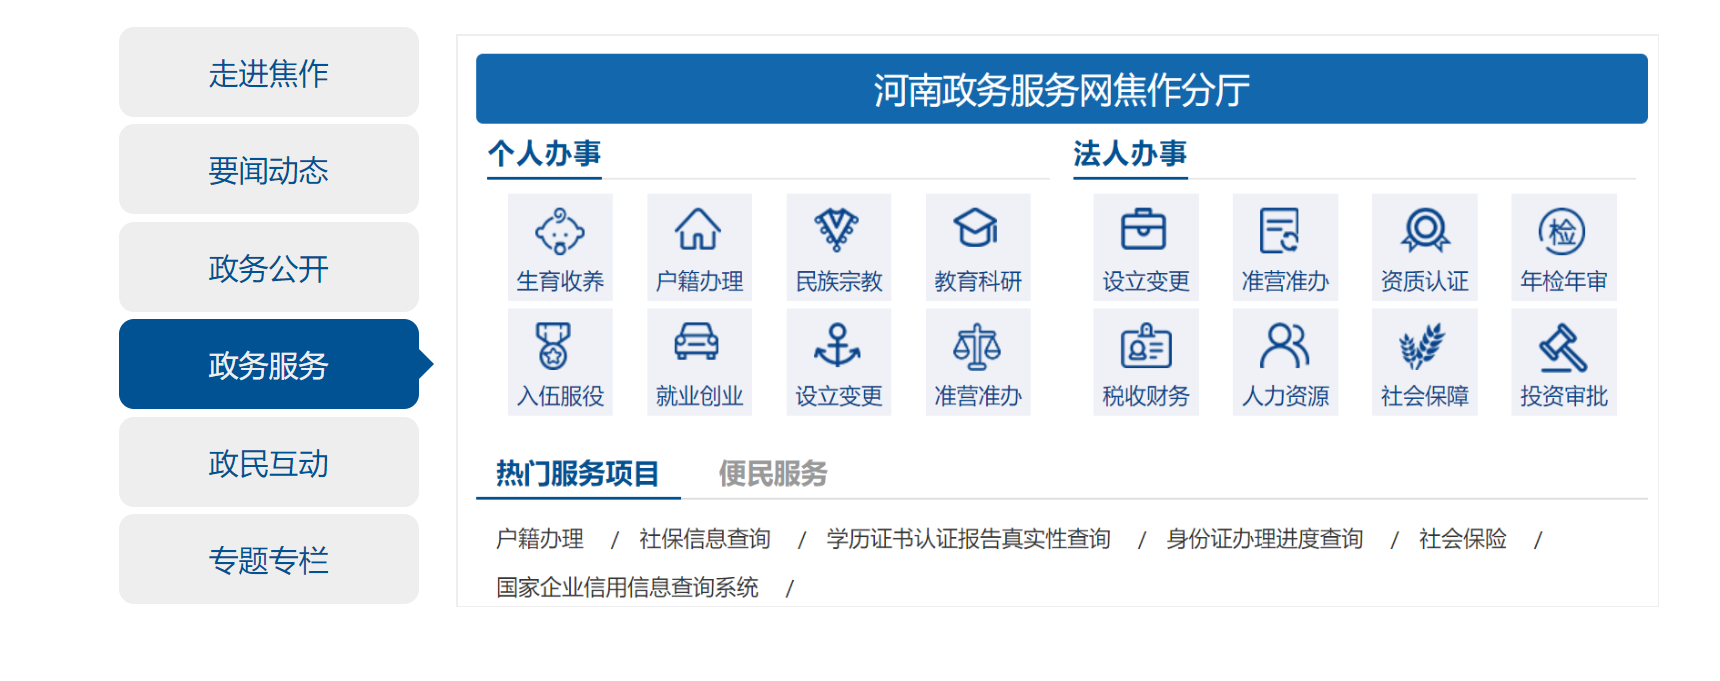 走进焦作
要闻动态
政务公开
政务服务
政民互动
专题专栏
河南政务服务网焦作分厅
个人办事
生育收养 户籍办理 民族宗教 教育科研
入伍服役 就业创业 设立变更 准营准办
法人办事
设立变更 准营准办 资质认证 检 年检年审
税收财务 人力资源 社会保障 投资审批
热门服务项目 便民服务
户籍办理 / 社保信息查询 / 学历证书认证报告真实性查询 / 身份证办理进度查询 / 社会保险 /
国家企业信用信息查询系统 /